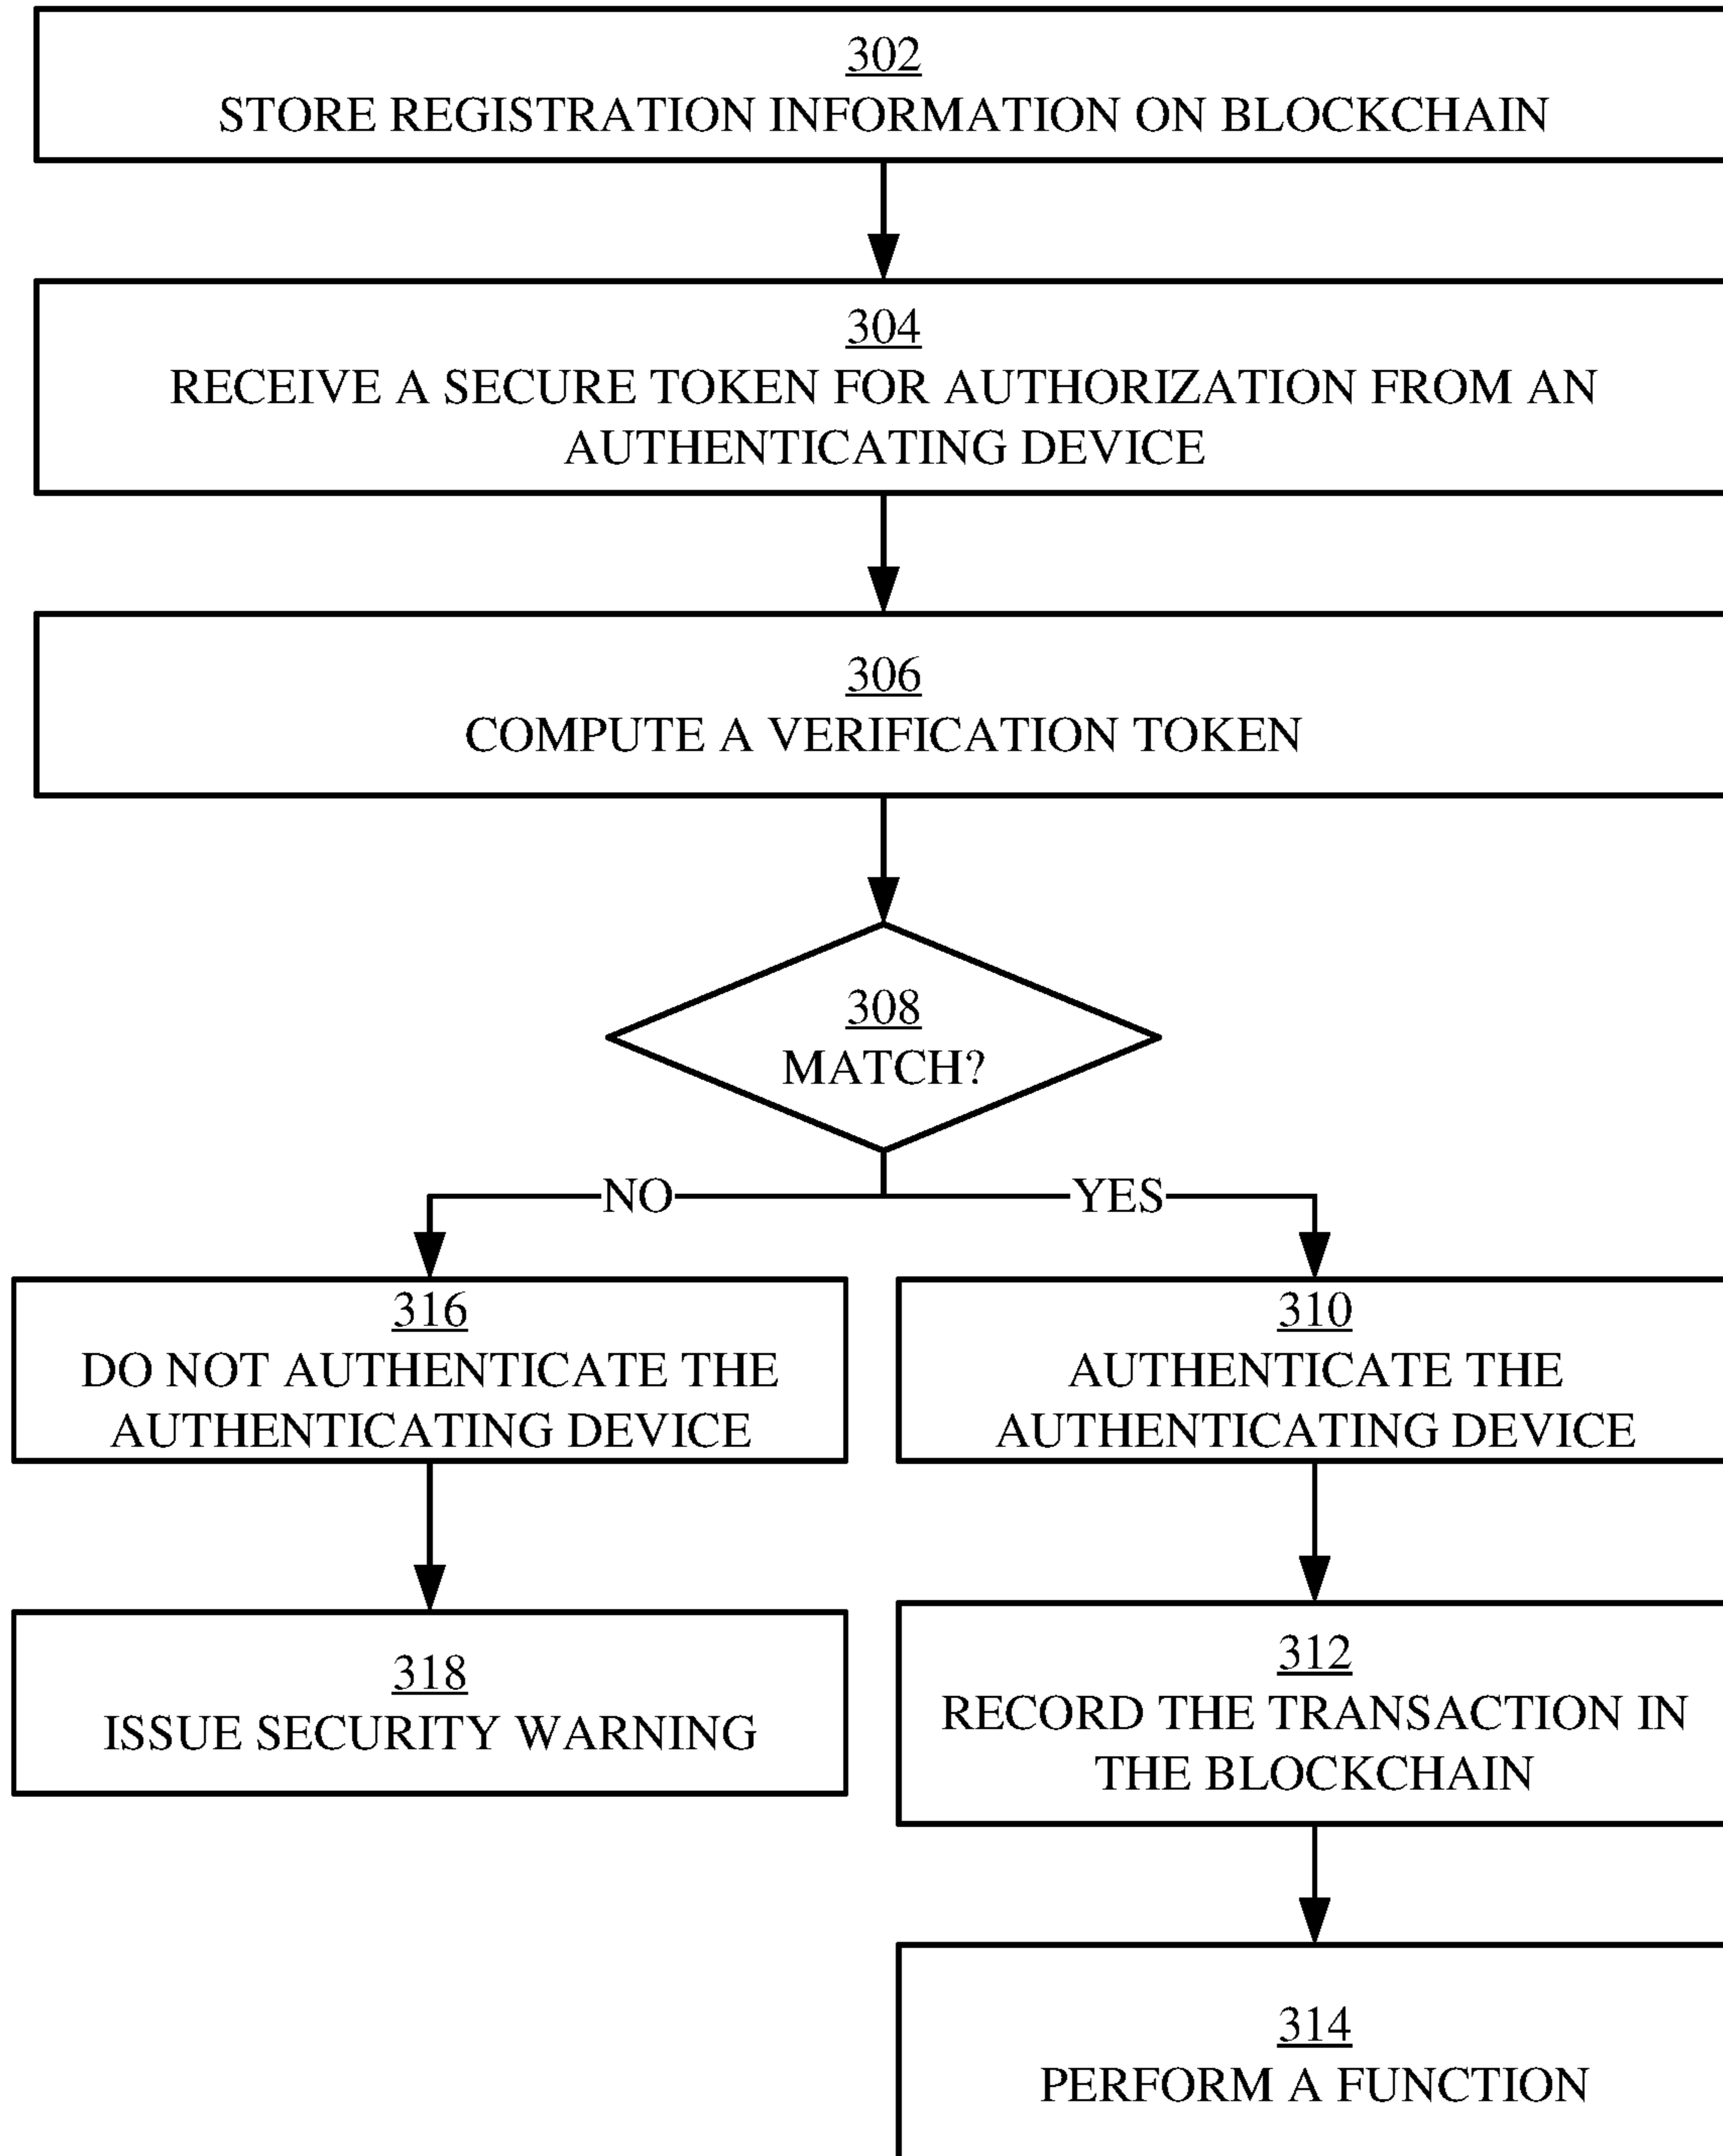 302
STORE REGISTRATION INFORMATION ON BLOCKCHAIN
304
RECEIVE A SECURE TOKEN FOR AUTHORIZATION FROM AN
AUTHENTICATING DEVICE
306
COMPUTE A VERIFICATION TOKEN
308
MATCH?
NO
YES
316
DO NOT AUTHENTICATE THE
AUTHENTICATING DEVICE
310
AUTHENTICATE THE
AUTHENTICATING DEVICE
318
ISSUE SECURITY WARNING
312
RECORD THE TRANSACTION IN
THE BLOCKCHAIN
314
PERFORM A FUNCTION